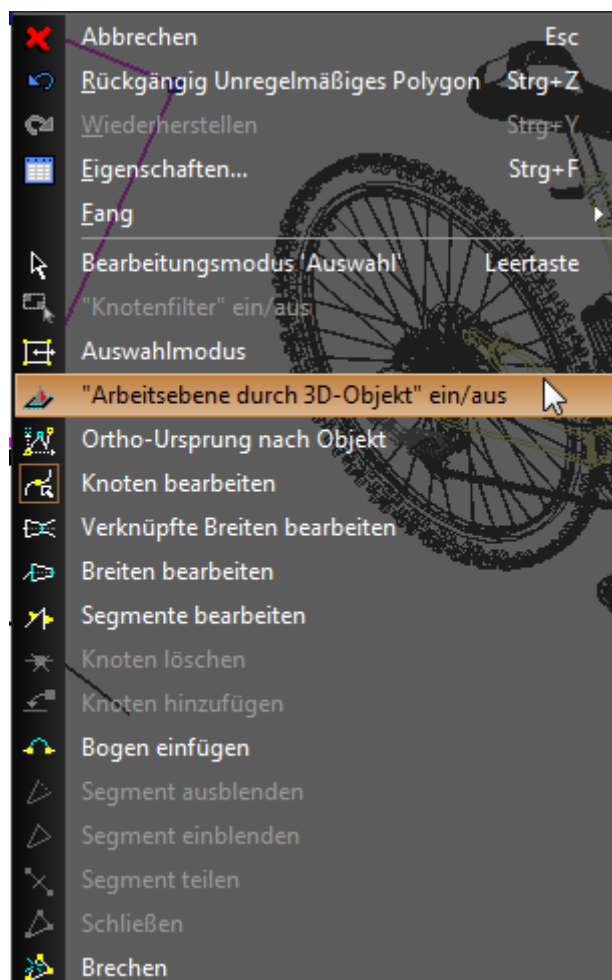 Abbrechen Esc
Rückgängig Unregelmäßiges Polygon Strg+Z
Wiederherstellen Strg+Y
Eigenschaften... Strg+F
Fang
Bearbeitungsmodus 'Auswahl' Leertaste
"Knotenfilter" ein/aus
Auswahlmodus
"Arbeitsebene durch 3D-Objekt" ein/aus
Ortho-Ursprung nach Objekt
Knoten bearbeiten
Verknüpfte Breiten bearbeiten
Breiten bearbeiten
Segmente bearbeiten
Knoten löschen
Knoten hinzufügen
Bogen einfügen
Segment ausblenden
Segment einblenden
Segment teilen
Schließen
Brechen